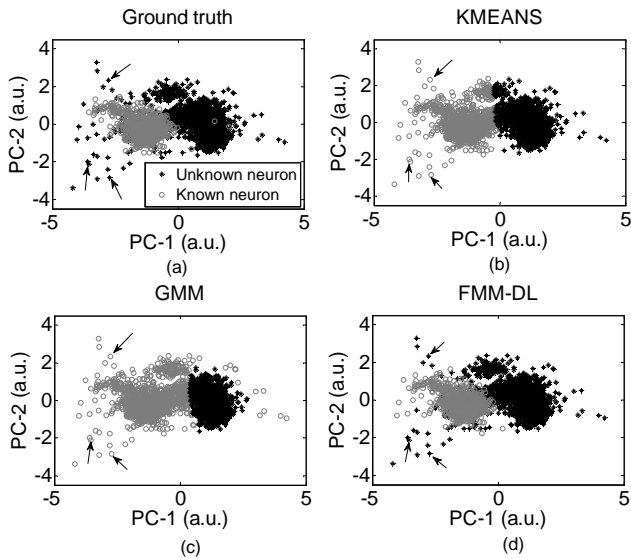 Ground truth
KMEANS
4
2
0
-2
-4
PC-2 (a.u.)
Unknown neuron
Known neuron
-5
0
5
PC-1 (a.u.)
(a)
4
2
0
-2
-4
PC-2 (a.u.)
-5
0
5
PC-1 (a.u.)
(b)
GMM
FMM-DL
4
2
0
-2
-4
PC-2 (a.u.)
-5
0
5
PC-1 (a.u.)
(c)
4
2
0
-2
-4
PC-2 (a.u.)
-5
0
5
PC-1 (a.u.)
(d)